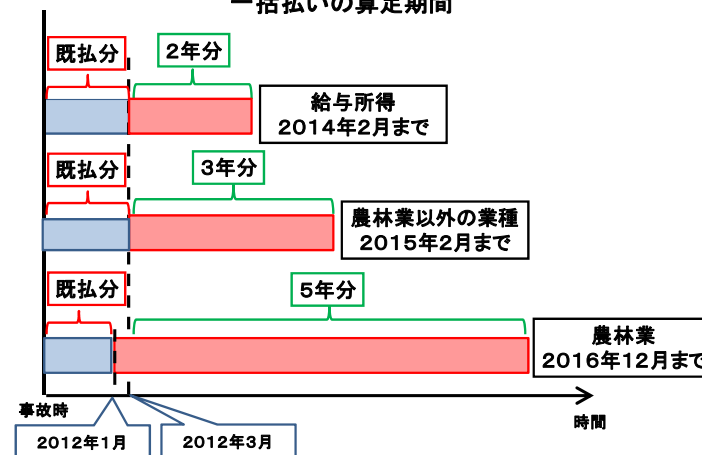 一括払いの算定期間
既払分
2年分
給与所得
2014年2月まで
既払分
3年分
農林業以外の業種
2015年2月まで
既払分
5年分
農林業
2016年12月まで
事故時
時間
2012年1月
2012年3月